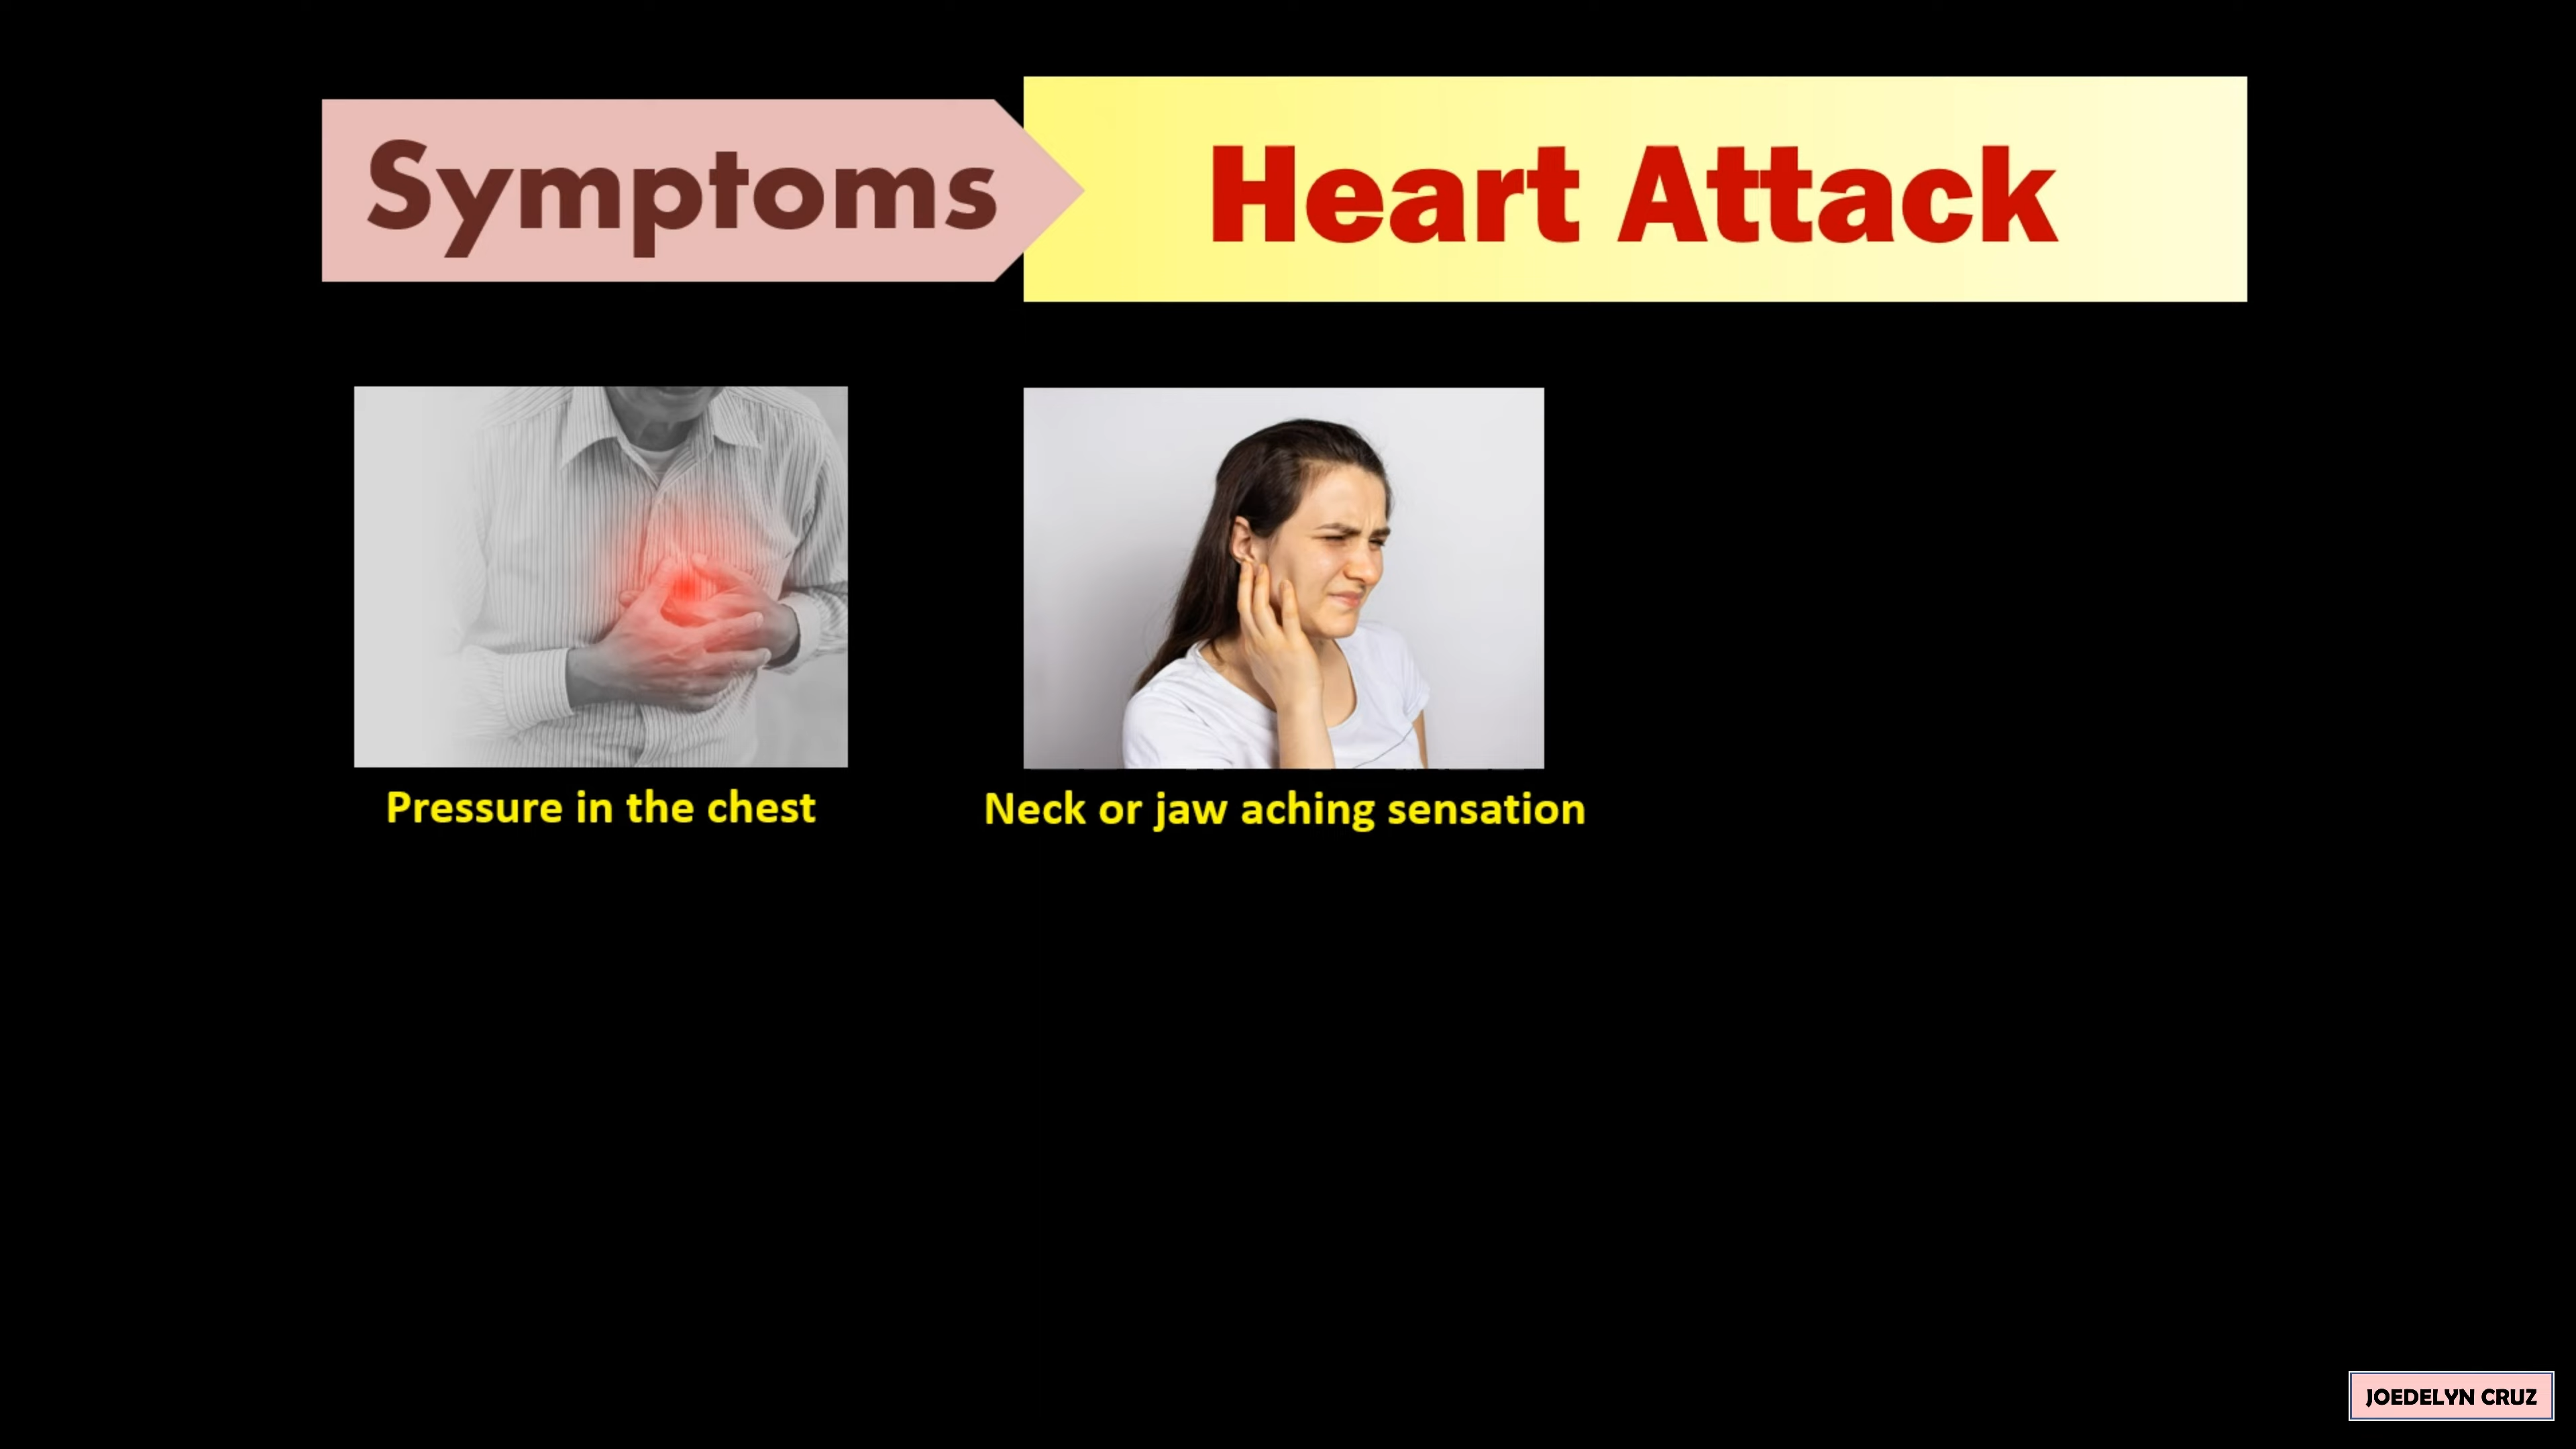 Symptoms
Heart Attack
Pressure in the chest
Neck or jaw aching sensation
JOEDELYN CRUZ